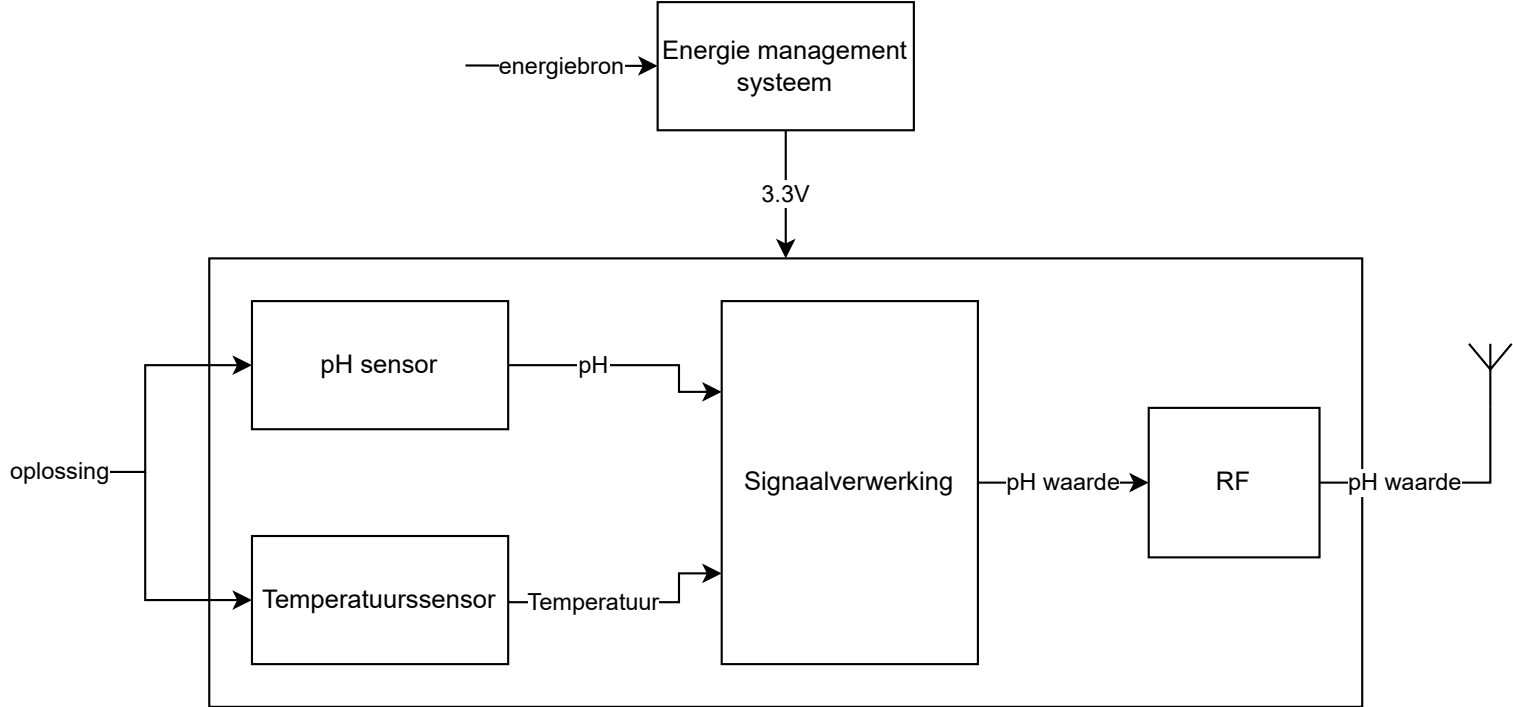 Energie management
systeem
energiebron
3.3V
pH sensor
pH
oplossing
Signaalverwerking
pH waarde
RF
pH waarde
Temperatuurssensor
Temperatuur